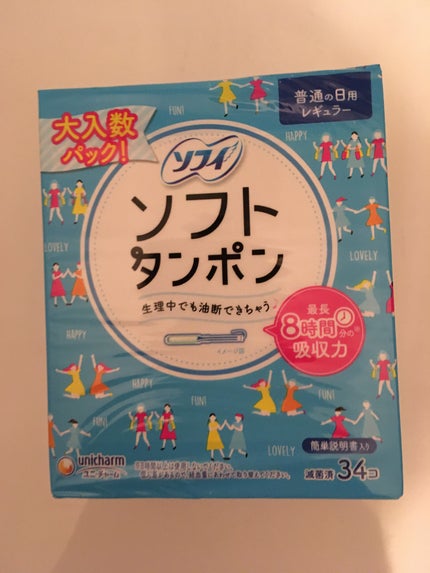 普通の日用
レギュラー
大入数
パック!
FUN!
HAPPY
ソフィ
ソフト
タンポン
生理中でも油断できちゃう♪
イメージ図
最長
8時間分の※
吸収力
LOVELY
LOVELY
HAPPY
FUN!
HAPPY
FUN!
LOVELY
簡単説明書入り
unicharm
ユニ・チャーム
滅菌済 34コ